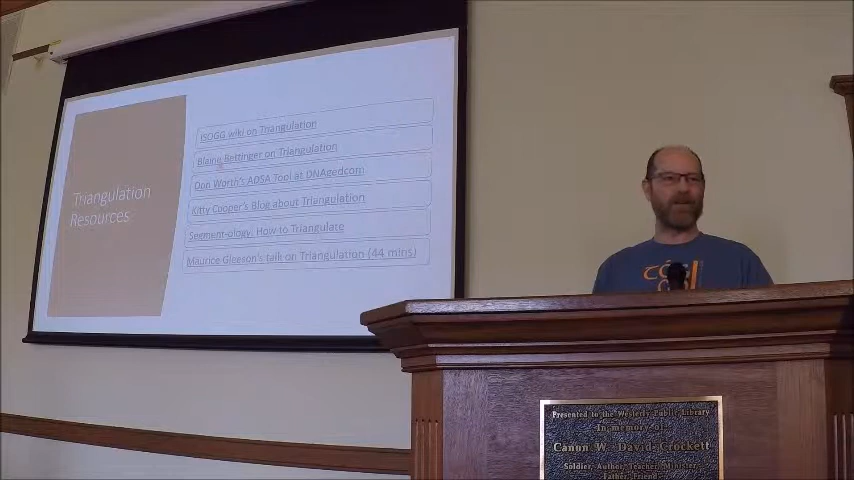 Triangulation
Resources
ISOGG wiki on Triangulation
Blaine Bettinger on Triangulation
Don Worth's ADSA Tool at DNAgedcom
Kitty Cooper's Blog about Triangulation
Segment-ology: How to Triangulate
Maurice Gleeson's talk on Triangulation (44 mins)
Presented to the Westerly Public Library
In memory of
Canon W. David Crockett
Soldier, Author, Teacher, Minister
Father, Friend